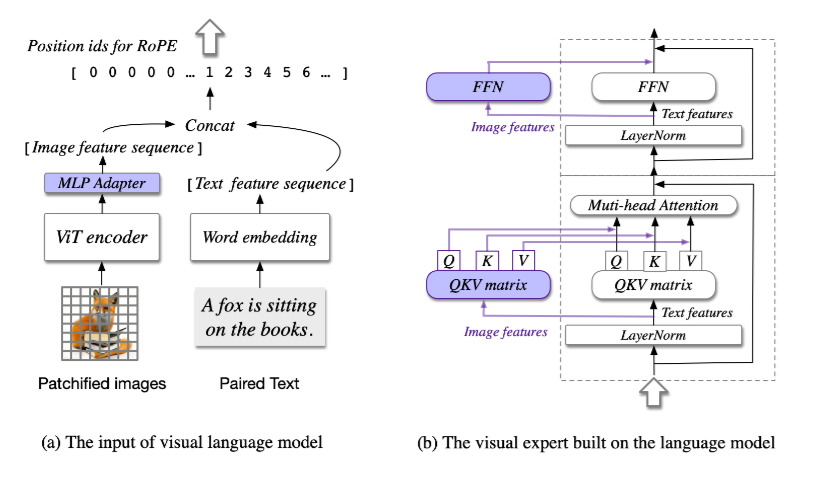 Position ids for RoPE
[ 0 0 0 0 0 ... 1 2 3 4 5 6 ... ]
Concat
[Image feature sequence]
MLP Adapter
[Text feature sequence]
ViT encoder
Word embedding
A fox is sitting
on the books.
Patchified images
Paired Text
(a) The input of visual language model
FFN
FFN
Image features
Text features
LayerNorm
Muti-head Attention
Q K V
Q K V
QKV matrix
QKV matrix
Image features
Text features
LayerNorm
(b) The visual expert built on the language model